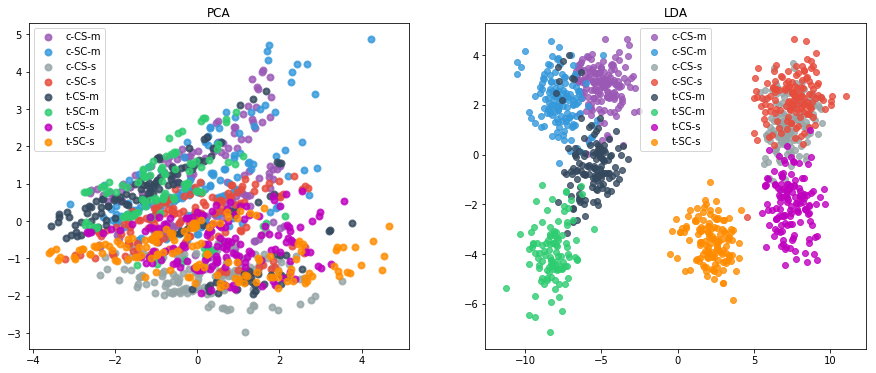 PCA
c-CS-m
c-SC-m
c-CS-s
c-SC-s
t-CS-m
t-SC-m
t-CS-s
t-SC-s
5
4
3
2
1
0
−1
−2
−3
−4
−2
0
2
4
LDA
c-CS-m
c-SC-m
c-CS-s
c-SC-s
t-CS-m
t-SC-m
t-CS-s
t-SC-s
4
2
0
−2
−4
−6
−10
−5
0
5
10